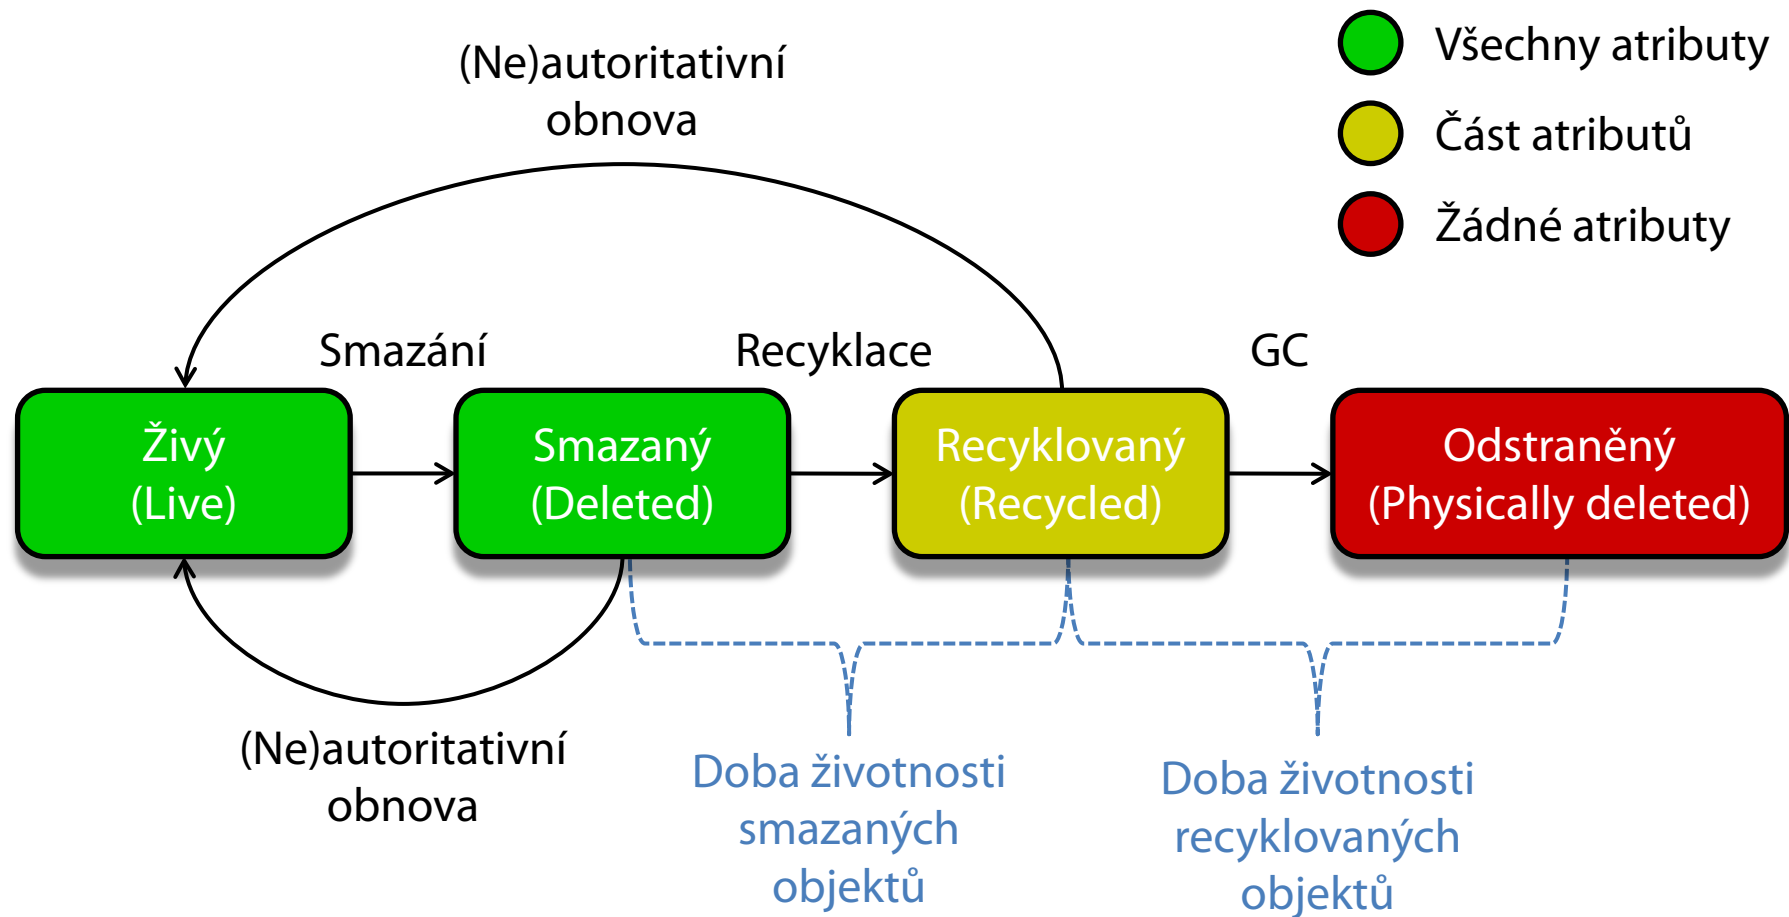 (Ne)autoritativní
obnova
Všechny atributy
Část atributů
Žádné atributy
Smazání
Recyklace
GC
Živý
(Live)
Smazaný
(Deleted)
Recyklovaný
(Recycled)
Odstraněný
(Physically deleted)
(Ne)autoritativní
obnova
Doba životnosti
smazaných
objektů
Doba životnosti
recyklovaných
objektů